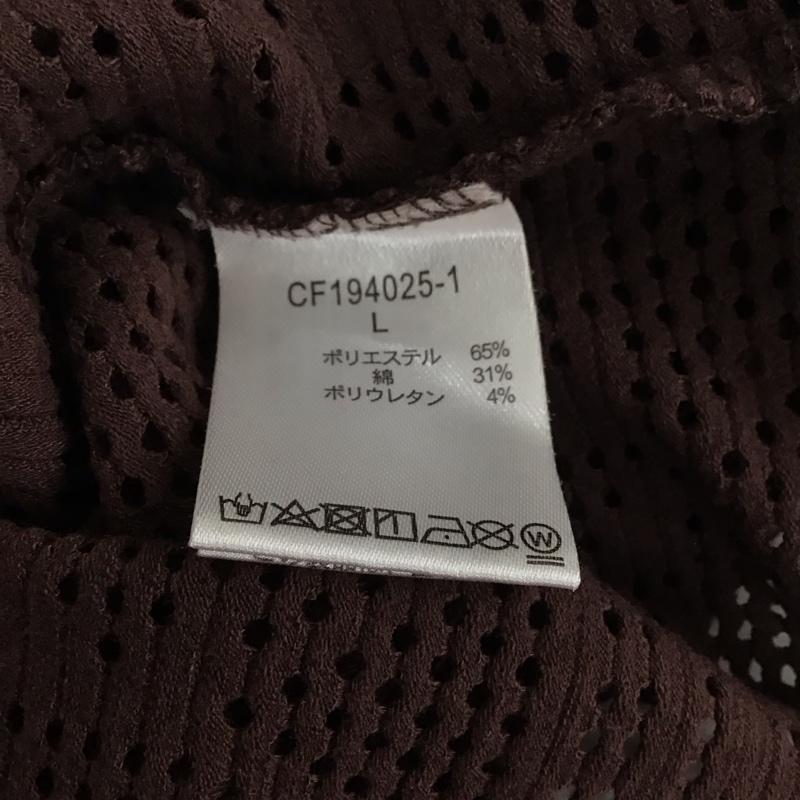 CF194025-1
L
ポリエステル 65%
綿 31%
ポリウレタン 4%
W